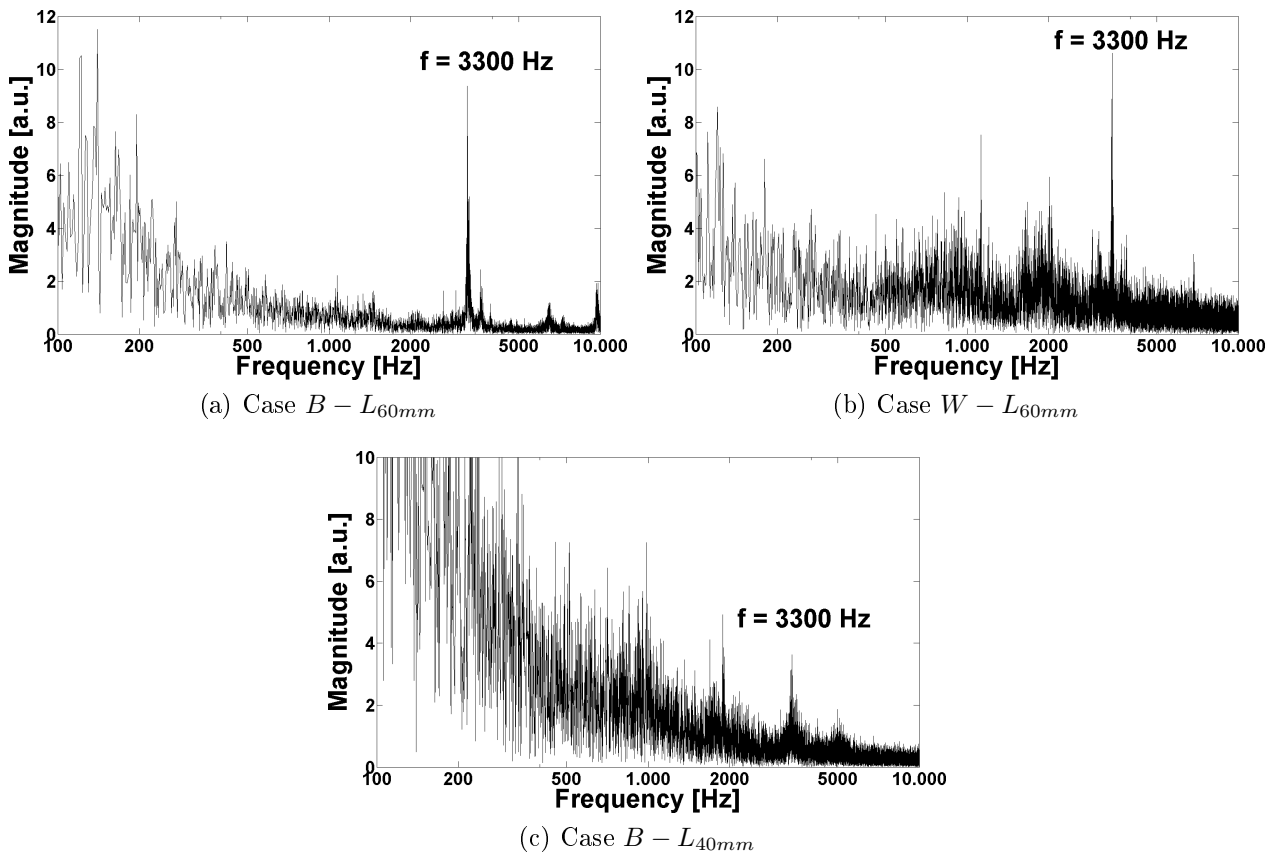 12
10
8
6
4
2
0
Magnitude [a.u.]
f = 3300 Hz
100 200 500 1.000 2000 5000 10.000
Frequency [Hz]
(a) Case B − L60mm
12
10
8
6
4
2
0
Magnitude [a.u.]
f = 3300 Hz
100 200 500 1.000 2000 5000 10.000
Frequency [Hz]
(b) Case W − L60mm
10
8
6
4
2
0
Magnitude [a.u.]
f = 3300 Hz
100 200 500 1.000 2000 5000 10.000
Frequency [Hz]
(c) Case B − L40mm